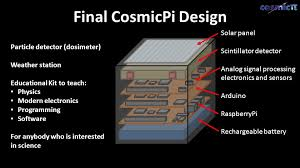 Final CosmicPi Design
cosmicπ
Particle detector (dosimeter)
Weather station
Educational Kit to teach:
• Physics
• Modern electronics
• Programming
• Software
For anybody who is interested
in science
Solar panel
Scintillator detector
Analog signal processing
electronics and sensors
Arduino
RaspberryPi
Rechargeable battery